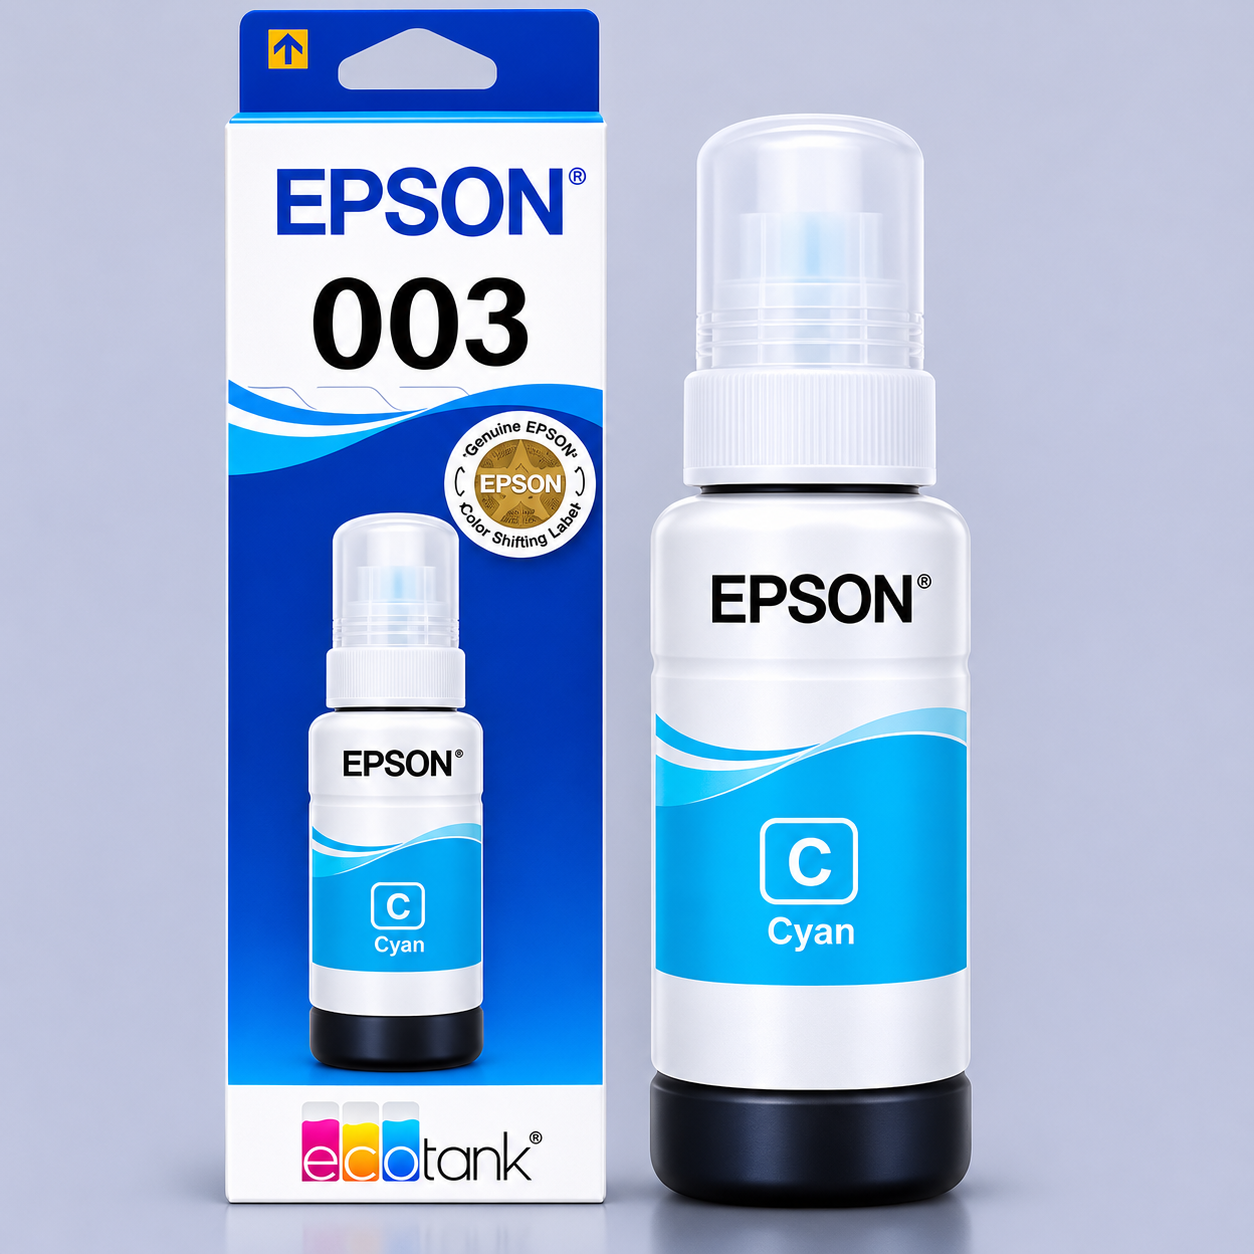 EPSON®
003
"Genuine EPSON"
EPSON
Color Shifting Label
EPSON®
C
Cyan
ecotank®
EPSON®
C
Cyan